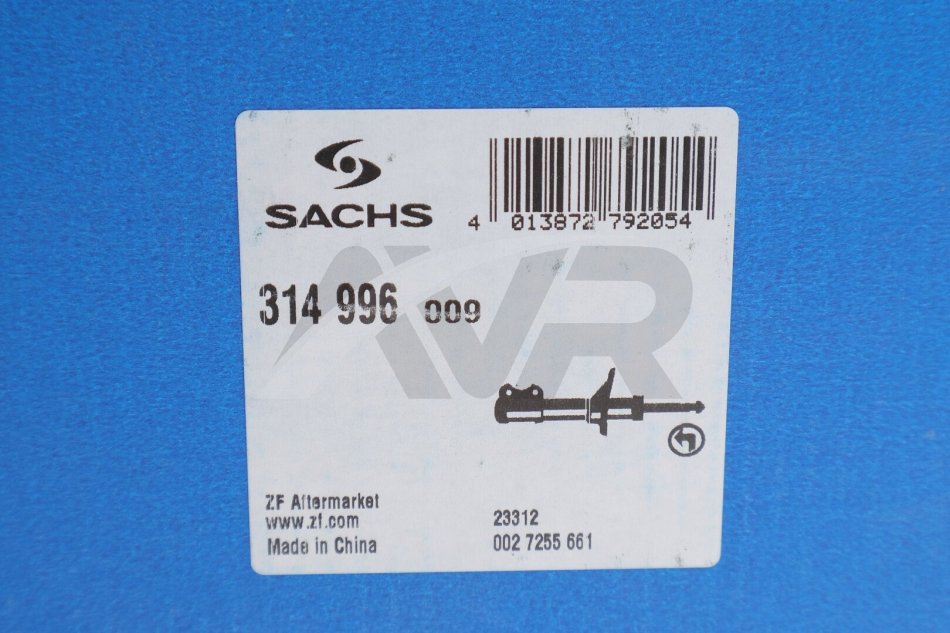 SACHS
4 013872 792054
314 996 009
AVR
ZF Aftermarket
www.zf.com
Made in China
23312
002 7255 661